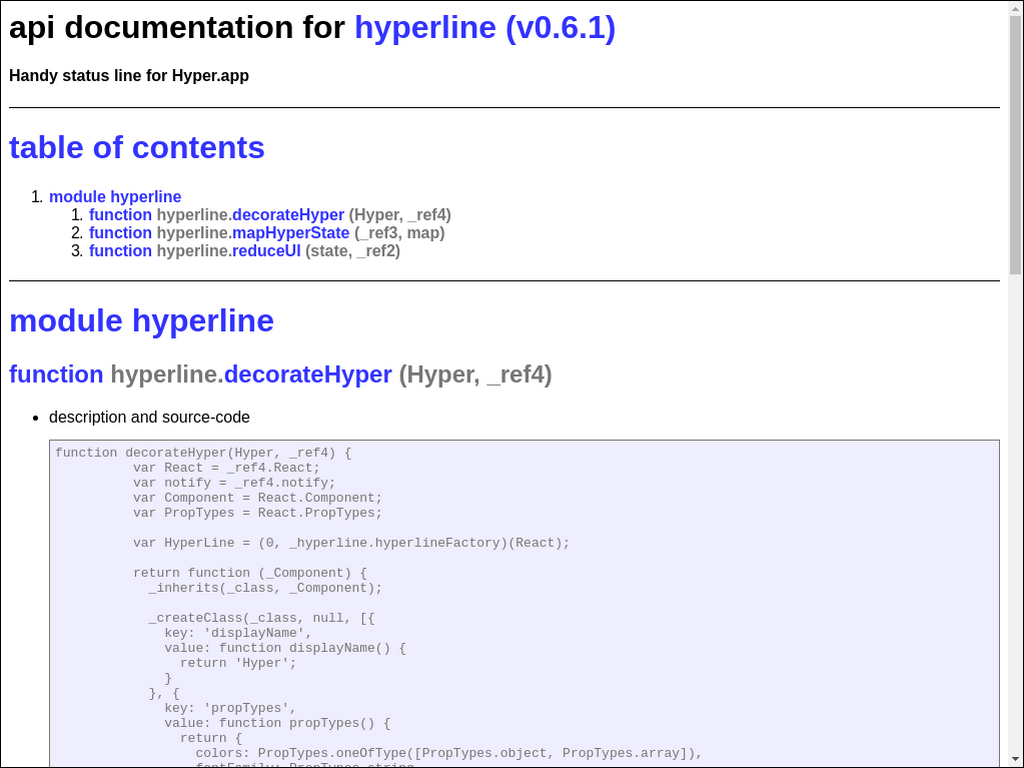 api documentation for hyperline (v0.6.1)
Handy status line for Hyper.app
table of contents
1. module hyperline
1. function hyperline.decorateHyper (Hyper, _ref4)
2. function hyperline.mapHyperState (_ref3, map)
3. function hyperline.reduceUI (state, _ref2)
module hyperline
function hyperline.decorateHyper (Hyper, _ref4)
• description and source-code
function decorateHyper(Hyper, _ref4) {
var React = _ref4.React;
var notify = _ref4.notify;
var Component = React.Component;
var PropTypes = React.PropTypes;
var HyperLine = (0, _hyperline.hyperlineFactory)(React);
return function (_Component) {
_inherits(_class, _Component);
_createClass(_class, null, [{
key: 'displayName',
value: function displayName() {
return 'Hyper';
}
}, {
key: 'propTypes',
value: function propTypes() {
return {
colors: PropTypes.oneOfType([PropTypes.object, PropTypes.array]),
fontFamily: PropTypes.string